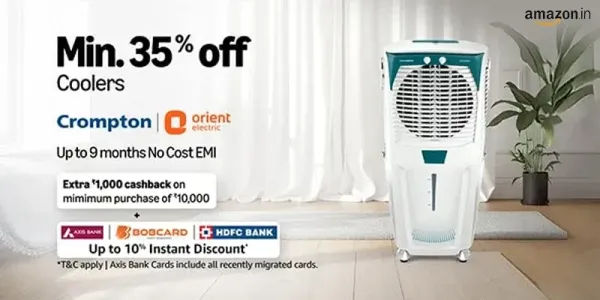 amazon.in
Min. 35% off
Coolers
Crompton | orient
electric
Up to 9 months No Cost EMI
Extra ₹1,000 cashback on
mimimum purchase of ₹10,000
+
AXIS BANK | BOBCARD | HDFC BANK
Up to 10% Instant Discount*
*T&C apply | Axis Bank Cards include all recently migrated cards.